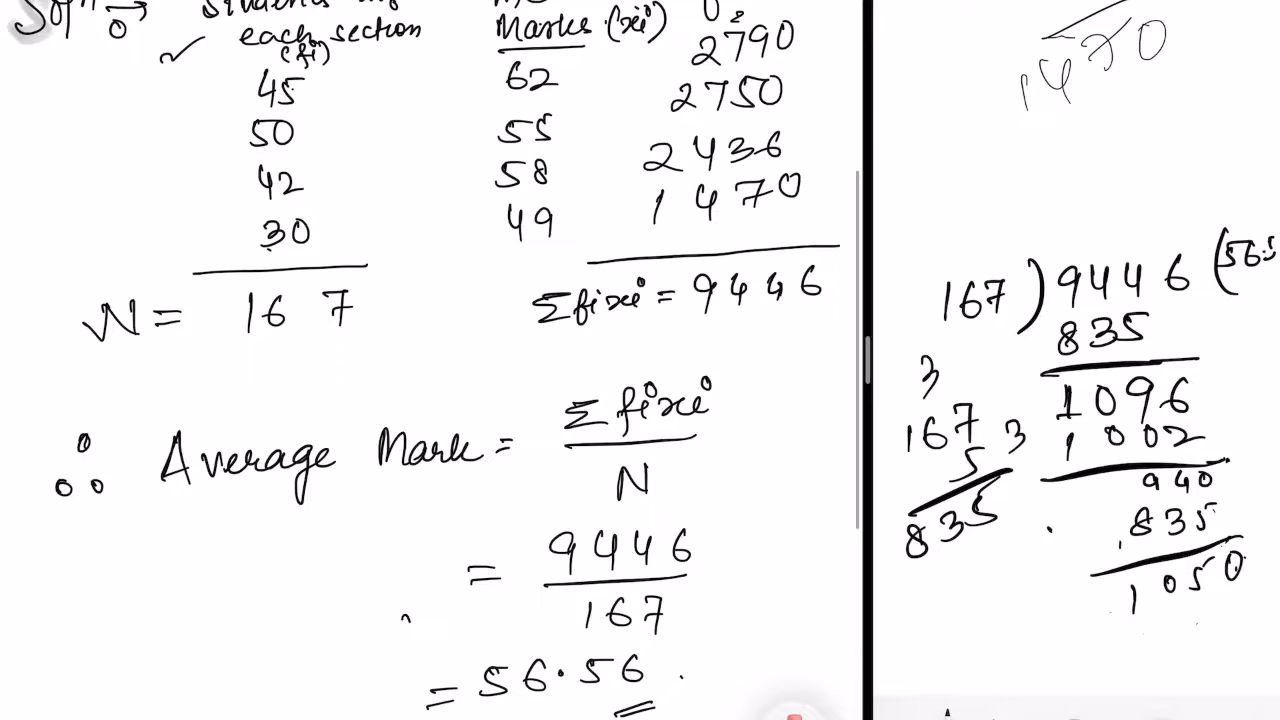 Soln →
each section
Marks (xi)
(fi)
45 62 2790
50 55 2750
42 58 2436
30 49 1470
N = 167 Σfixi = 9446
∴ Average Mark = Σfixi
N
= 9446
167
= 56.56
1470
167 ) 9446 ( 56.5
835
3
1096
167 3
1002
5
940
835
835
1050